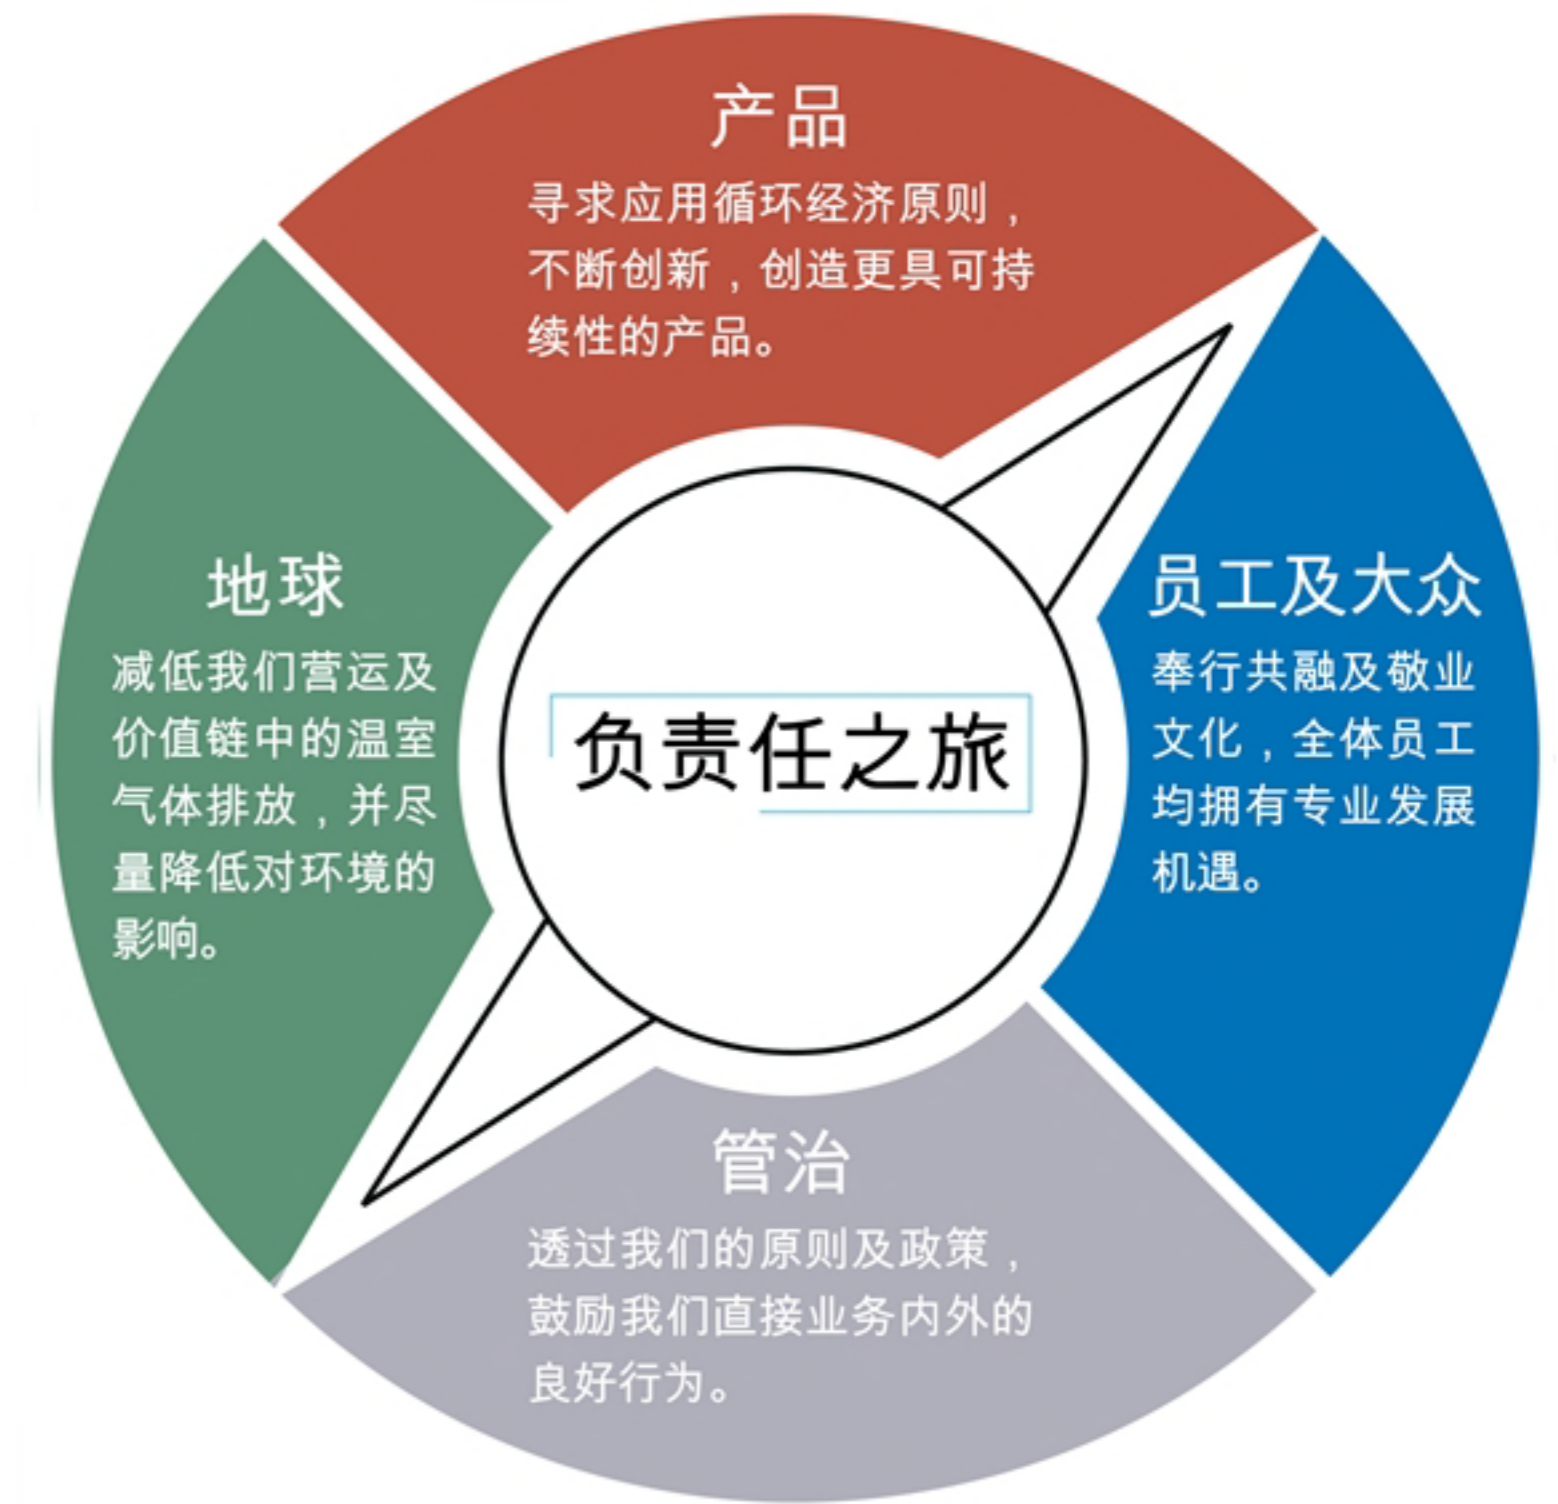 产品
寻求应用循环经济原则，
不断创新，创造更具可持
续性的产品。
地球
减低我们营运及
价值链中的温室
气体排放，并尽
量降低对环境的
影响。
负责任之旅
员工及大众
奉行共融及敬业
文化，全体员工
均拥有专业发展
机遇。
管治
透过我们的原则及政策，
鼓励我们直接业务内外的
良好行为。